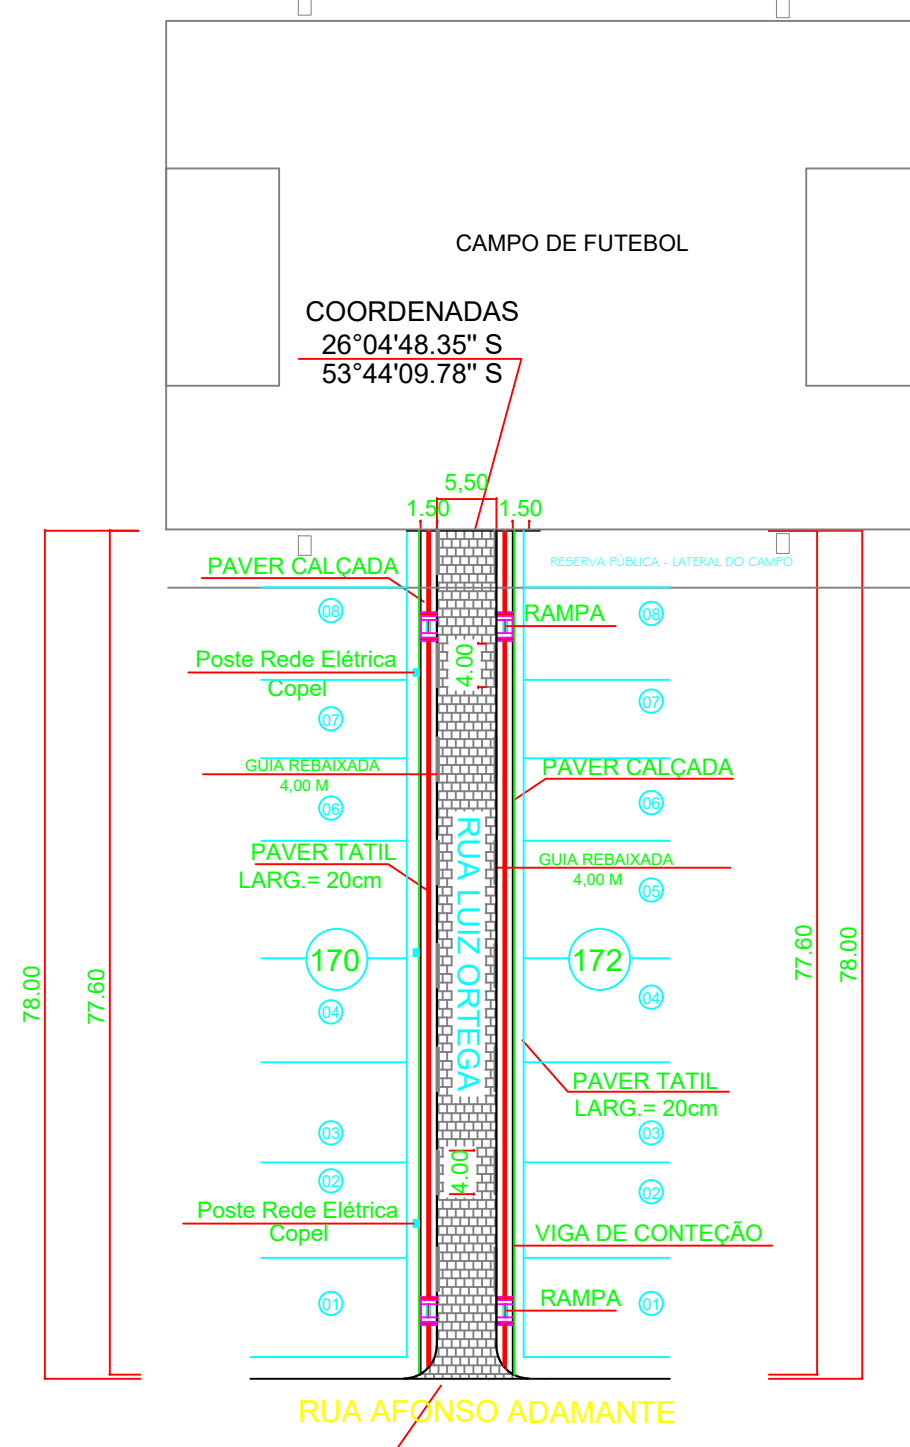 CAMPO DE FUTEBOL
COORDENADAS
26°04'48.35" S
53°44'09.78" S
5,50
1.50
1.50
PAVER CALÇADA
RESERVA PÚBLICA - LATERAL DO CAMPO
08
RAMPA
08
Poste Rede Elétrica
Copel
4.00
07
07
GUIA REBAIXADA
4,00 M
PAVER CALÇADA
06
06
PAVER TATIL
LARG.= 20cm
RUA LUIZ ORTEGA
GUIA REBAIXADA
4,00 M
05
170
172
78.00
77.60
77.60
78.00
04
04
PAVER TATIL
LARG.= 20cm
03
03
02
4.00
02
Poste Rede Elétrica
Copel
VIGA DE CONTEÇÃO
01
RAMPA
01
RUA AFONSO ADAMANTE